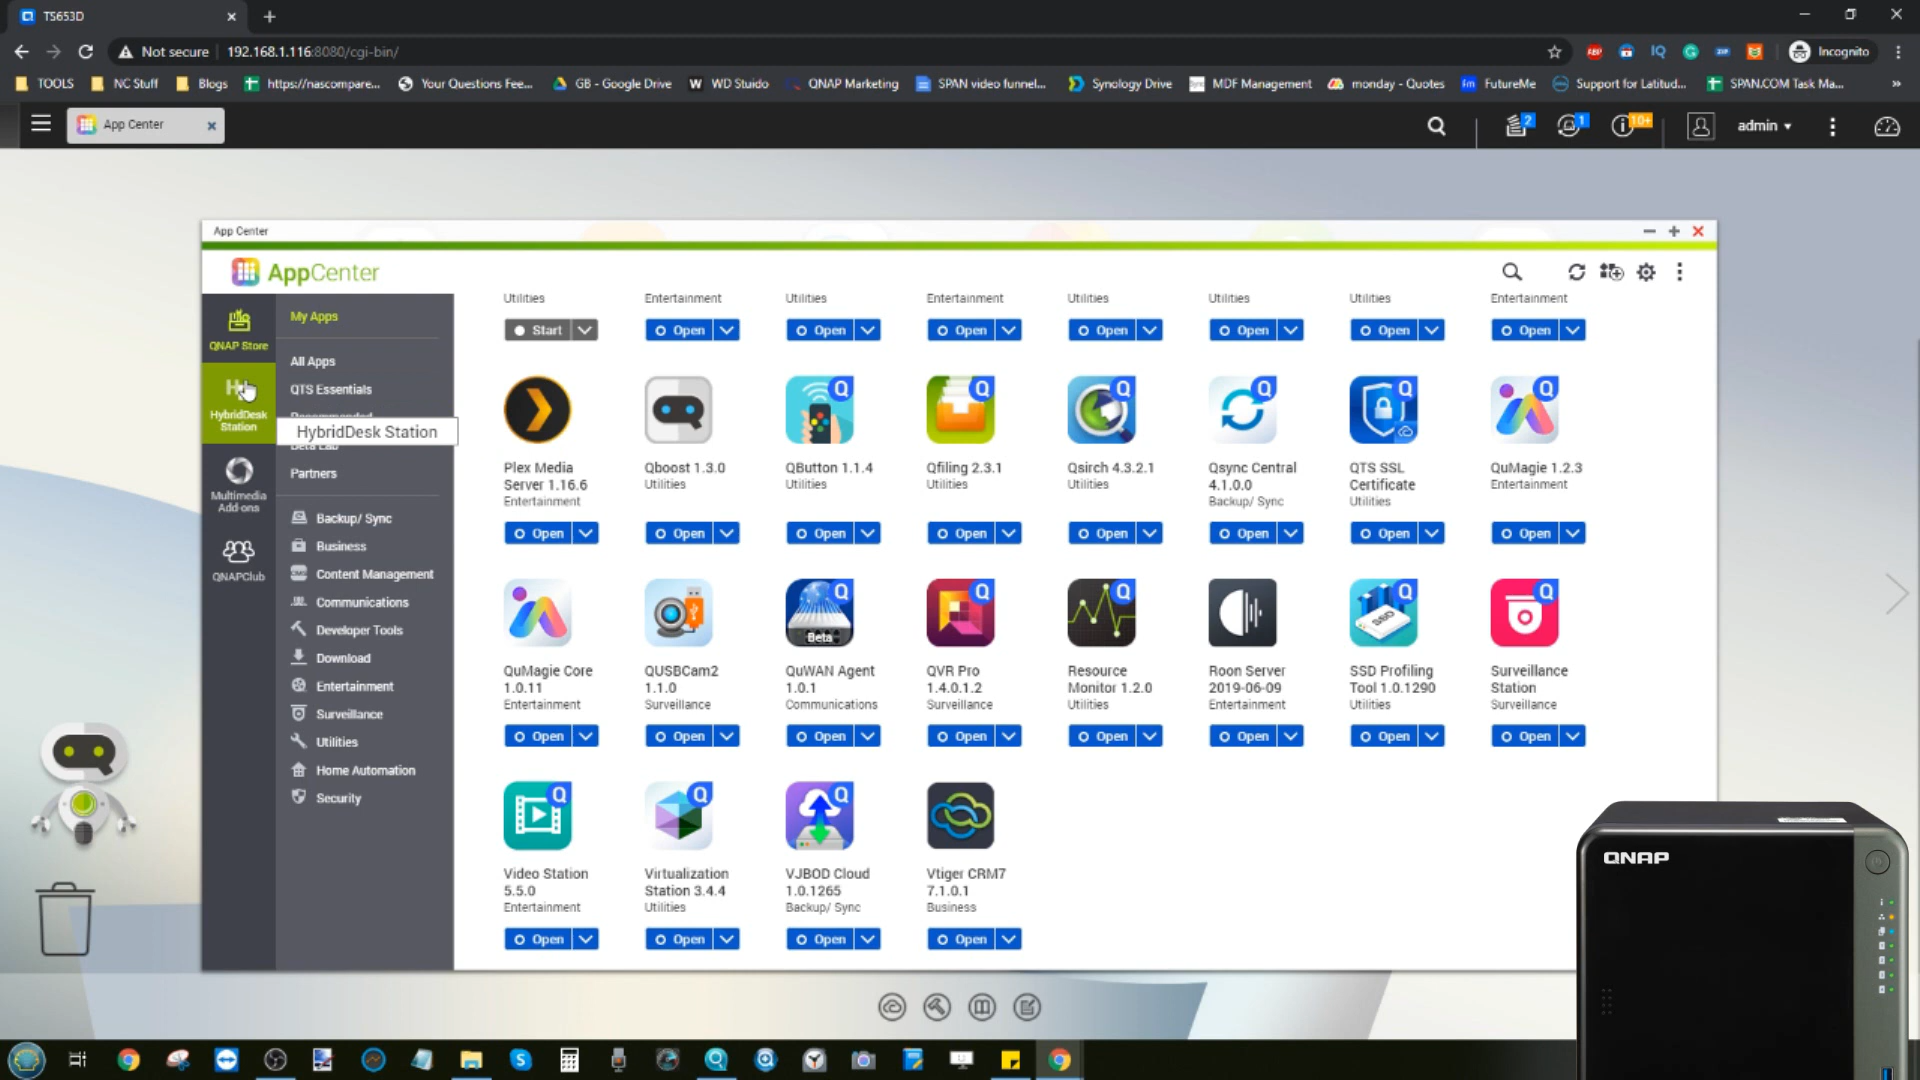 TS653D
Not secure
192.168.1.116:8080/cgi-bin/
Incognito
TOOLS
NC Stuff
Blogs
https://nascompare...
Your Questions Fee...
GB - Google Drive
WD Stuido
QNAP Marketing
SPAN video funnel...
Synology Drive
MDF Management
monday - Quotes
FutureMe
Support for Latitud...
SPAN.COM Task Ma...
App Center
2
1
10+
admin
App Center
AppCenter
QNAP Store
HybridDesk
Station
Multimedia
Add-ons
QNAPClub
My Apps
All Apps
QTS Essentials
HybridDesk Station
Partners
Backup/ Sync
Business
Content Management
Communications
Developer Tools
Download
Entertainment
Surveillance
Utilities
Home Automation
Security
Utilities
Entertainment
Utilities
Entertainment
Utilities
Utilities
Utilities
Entertainment
Start
Open
Open
Open
Open
Open
Open
Open
Plex Media
Server 1.16.6
Entertainment
Qboost 1.3.0
Utilities
QButton 1.1.4
Utilities
Qfiling 2.3.1
Utilities
Qsirch 4.3.2.1
Utilities
Qsync Central
4.1.0.0
Backup/ Sync
QTS SSL
Certificate
Utilities
QuMagie 1.2.3
Entertainment
Open
Open
Open
Open
Open
Open
Open
Open
Beta
SSD
QuMagie Core
1.0.11
Entertainment
QUSBCam2
1.1.0
Surveillance
QuWAN Agent
1.0.1
Communications
QVR Pro
1.4.0.1.2
Surveillance
Resource
Monitor 1.2.0
Utilities
Roon Server
2019-06-09
Entertainment
SSD Profiling
Tool 1.0.1290
Utilities
Surveillance
Station
Surveillance
Open
Open
Open
Open
Open
Open
Open
Open
Video Station
5.5.0
Entertainment
Virtualization
Station 3.4.4
Utilities
VJBOD Cloud
1.0.1265
Backup/ Sync
Vtiger CRM7
7.1.0.1
Business
Open
Open
Open
Open
QNAP